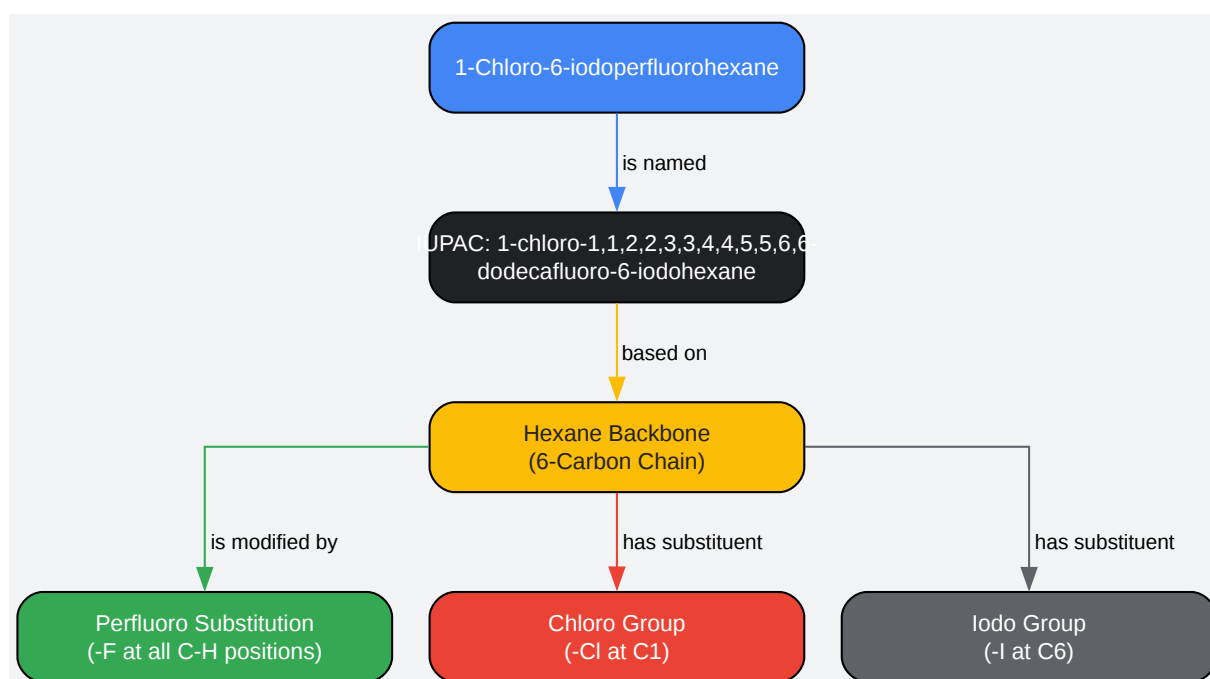 1-Chloro-6-iodoperfluorohexane
is named
IUPAC: 1-chloro-1,1,2,2,3,3,4,4,5,5,6,6-
dodecafluoro-6-iodohexane
based on
Hexane Backbone
(6-Carbon Chain)
is modified by
has substituent
has substituent
Perfluoro Substitution
(-F at all C-H positions)
Chloro Group
(-Cl at C1)
Iodo Group
(-I at C6)